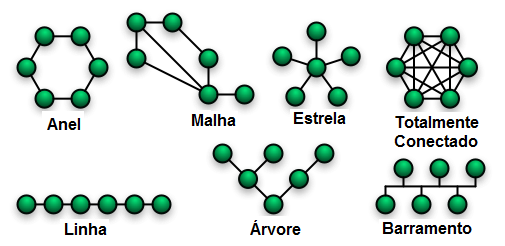 Anel
Malha
Estrela
Totalmente
Conectado
Linha
Árvore
Barramento